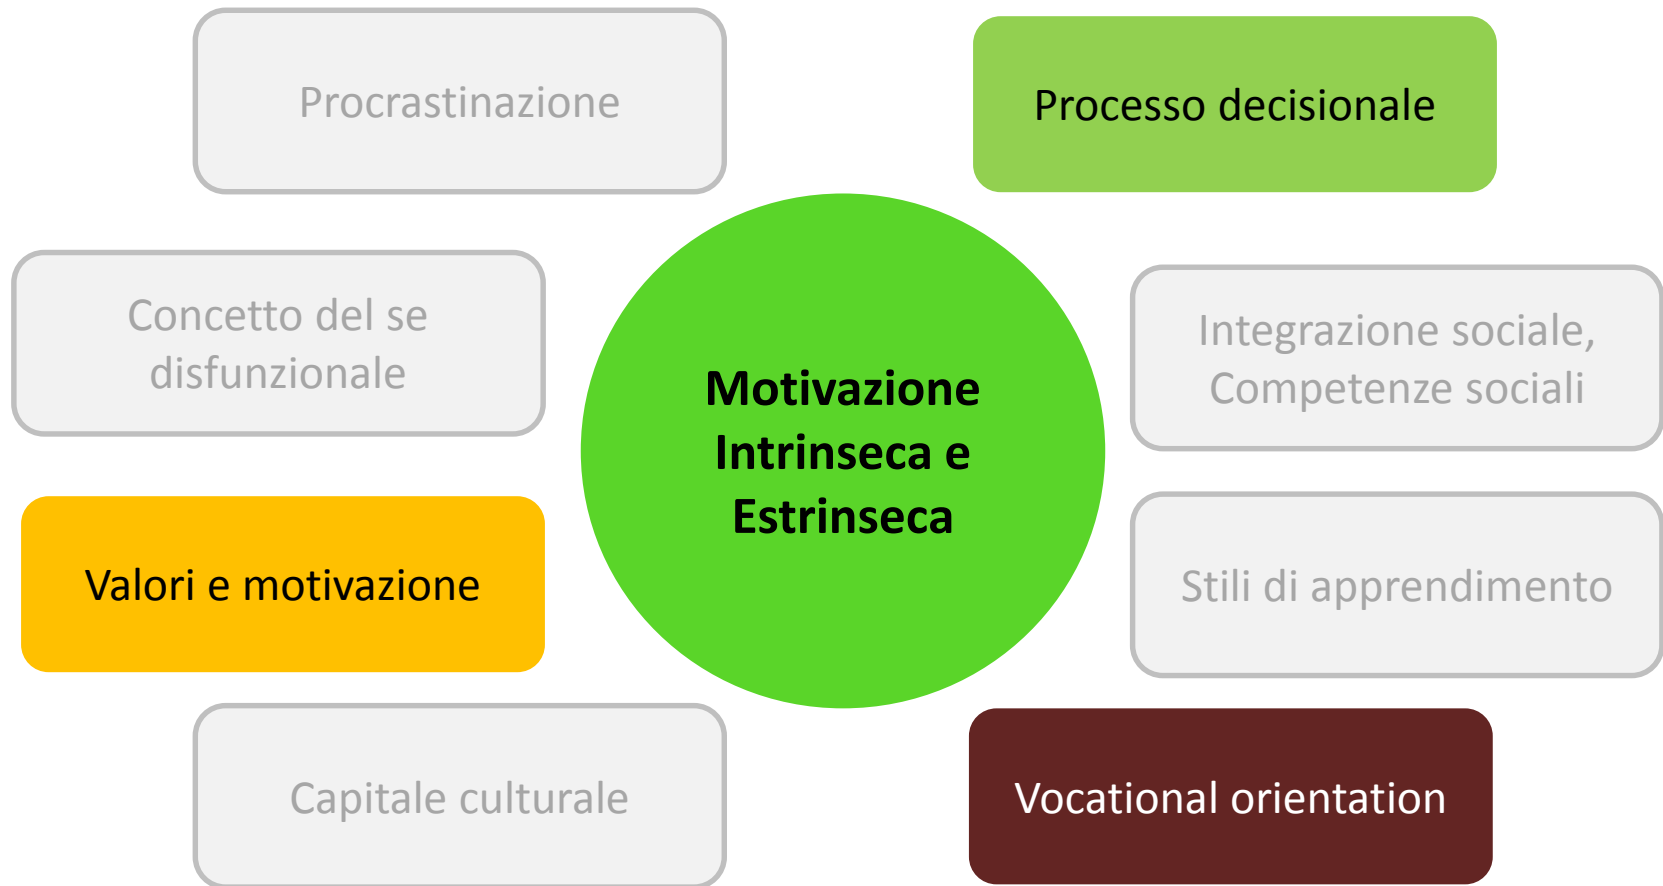 Procrastinazione
Processo decisionale
Concetto del se
disfunzionale
Integrazione sociale,
Competenze sociali
Motivazione
Intrinseca e
Estrinseca
Valori e motivazione
Stili di apprendimento
Capitale culturale
Vocational orientation